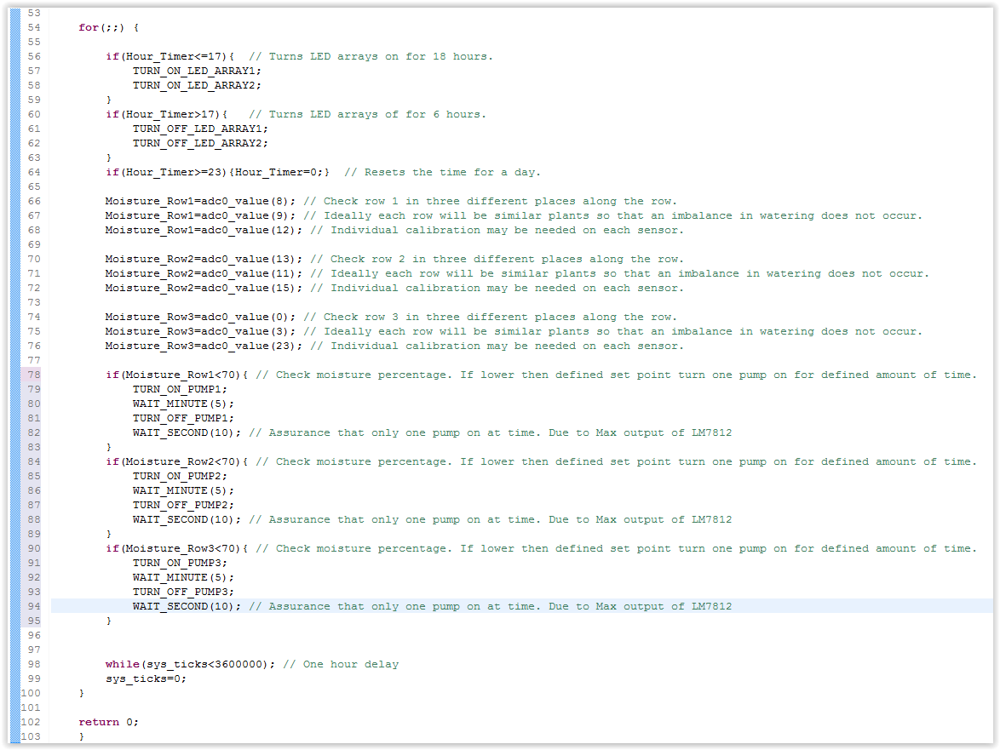 53
54 for(;;) {
55
56 if(Hour_Timer<=17){ // Turns LED arrays on for 18 hours.
57 TURN_ON_LED_ARRAY1;
58 TURN_ON_LED_ARRAY2;
59 }
60 if(Hour_Timer>17){ // Turns LED arrays of for 6 hours.
61 TURN_OFF_LED_ARRAY1;
62 TURN_OFF_LED_ARRAY2;
63 }
64 if(Hour_Timer>=23){Hour_Timer=0;} // Resets the time for a day.
65
66 Moisture_Row1=adc0_value(8); // Check row 1 in three different places along the row.
67 Moisture_Row1=adc0_value(9); // Ideally each row will be similar plants so that an imbalance in watering does not occur.
68 Moisture_Row1=adc0_value(12); // Individual calibration may be needed on each sensor.
69
70 Moisture_Row2=adc0_value(13); // Check row 2 in three different places along the row.
71 Moisture_Row2=adc0_value(11); // Ideally each row will be similar plants so that an imbalance in watering does not occur.
72 Moisture_Row2=adc0_value(15); // Individual calibration may be needed on each sensor.
73
74 Moisture_Row3=adc0_value(0); // Check row 3 in three different places along the row.
75 Moisture_Row3=adc0_value(3); // Ideally each row will be similar plants so that an imbalance in watering does not occur.
76 Moisture_Row3=adc0_value(23); // Individual calibration may be needed on each sensor.
77
78 if(Moisture_Row1<70){ // Check moisture percentage. If lower then defined set point turn one pump on for defined amount of time.
79 TURN_ON_PUMP1;
80 WAIT_MINUTE(5);
81 TURN_OFF_PUMP1;
82 WAIT_SECOND(10); // Assurance that only one pump on at time. Due to Max output of LM7812
83 }
84 if(Moisture_Row2<70){ // Check moisture percentage. If lower then defined set point turn one pump on for defined amount of time.
85 TURN_ON_PUMP2;
86 WAIT_MINUTE(5);
87 TURN_OFF_PUMP2;
88 WAIT_SECOND(10); // Assurance that only one pump on at time. Due to Max output of LM7812
89 }
90 if(Moisture_Row3<70){ // Check moisture percentage. If lower then defined set point turn one pump on for defined amount of time.
91 TURN_ON_PUMP3;
92 WAIT_MINUTE(5);
93 TURN_OFF_PUMP3;
94 WAIT_SECOND(10); // Assurance that only one pump on at time. Due to Max output of LM7812
95 }
96
97
98 while(sys_ticks<3600000); // One hour delay
99 sys_ticks=0;
100 }
101
102 return 0;
103 }